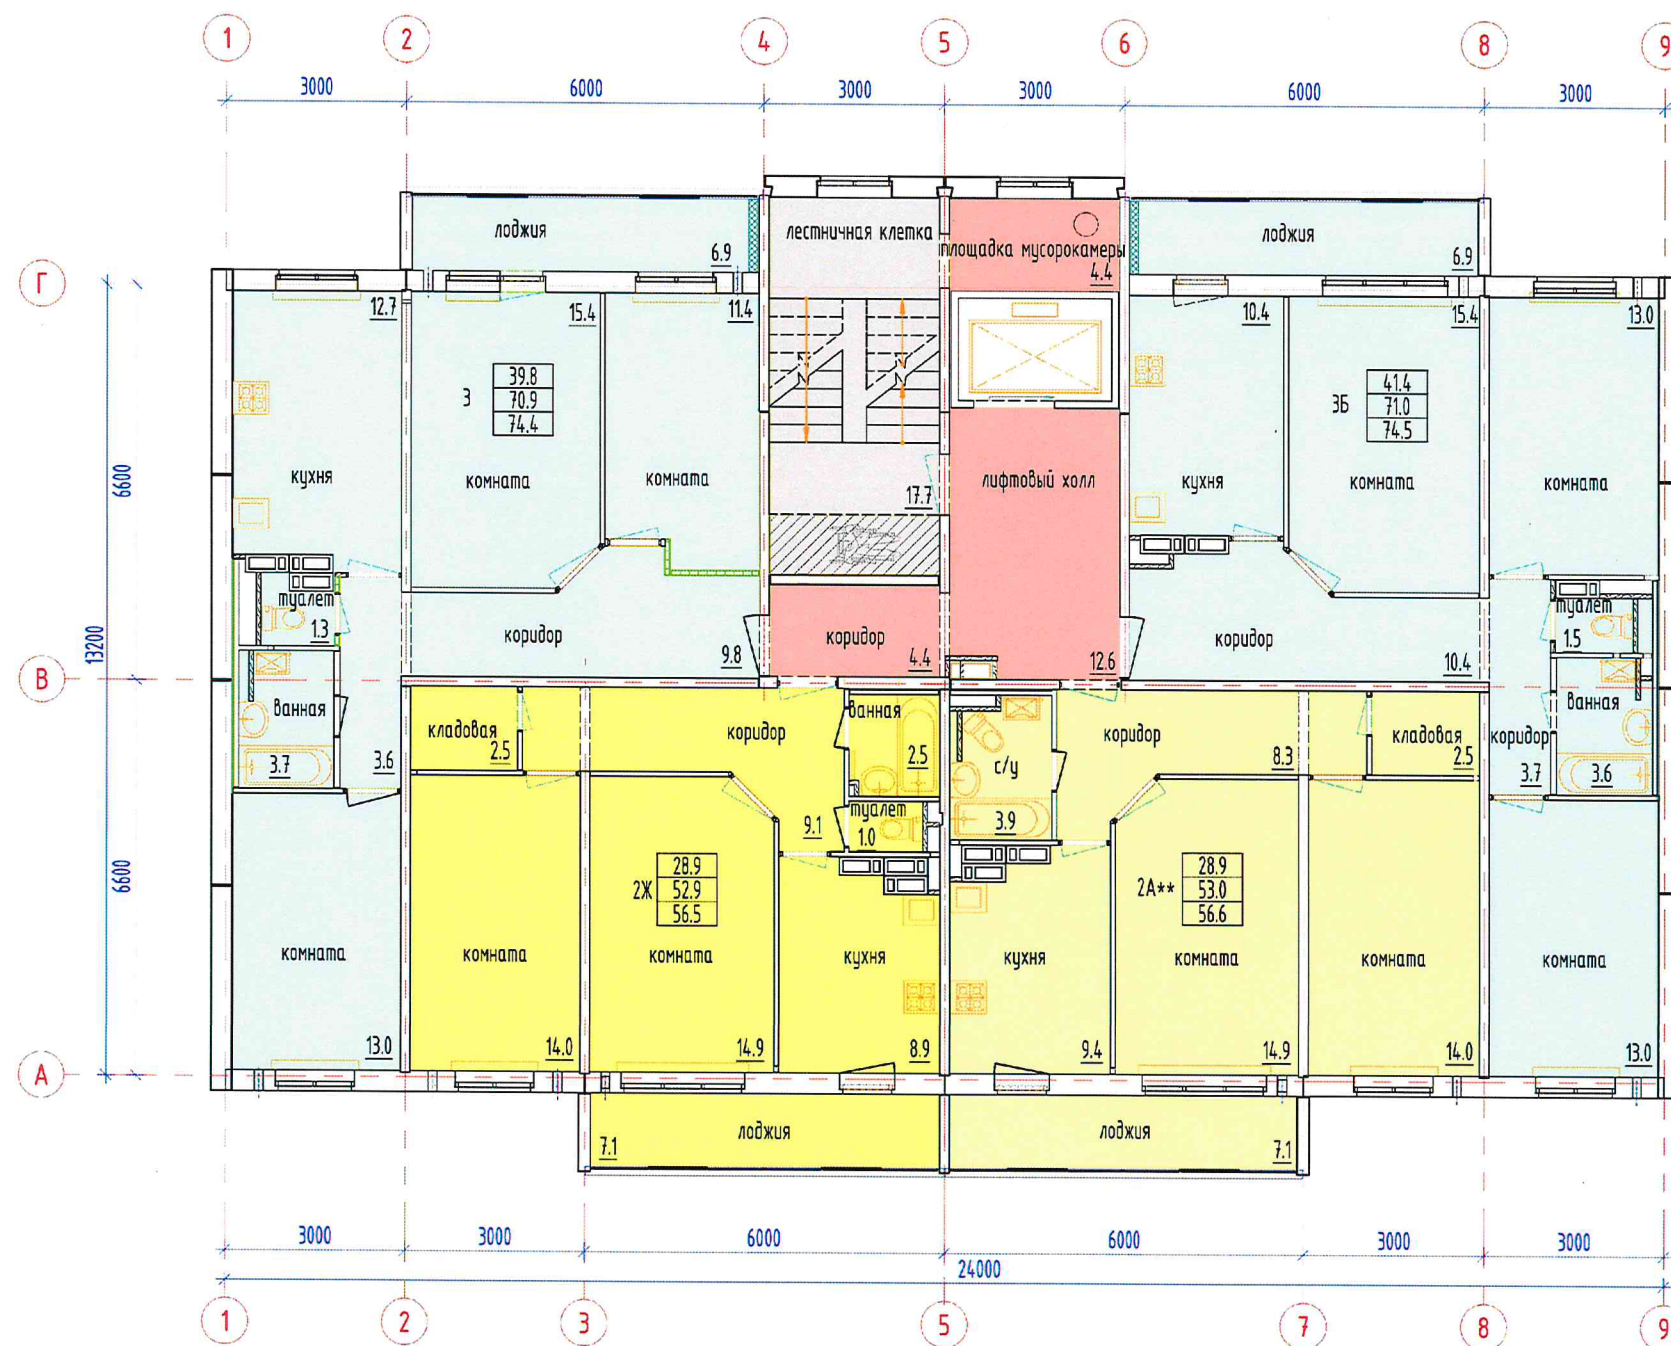 1 2 4 5 6 8 9
3000 6000 3000 3000 6000 3000
лоджия
6.9
лестничная клетка
площадка мусорокамеры
4.4
лоджия
6.9
Г
12.7
15.4
11.4
10.4
15.4
13.0
3
39.8
70.9
74.4
3Б
41.4
71.0
74.5
6600
кухня
комната
комната
17.7
лифтовый холл
кухня
комната
комната
13200
туалет
1.3
коридор
9.8
коридор
4.4
12.6
коридор
10.4
туалет
1.5
В
ванная
3.7
3.6
кладовая
2.5
коридор
9.1
ванная
2.5
туалет
1.0
с/у
3.9
коридор
8.3
кладовая
2.5
коридор
3.7
ванная
3.6
6600
2Ж
28.9
52.9
56.5
2А**
28.9
53.0
56.6
комната
комната
комната
кухня
кухня
комната
комната
комната
13.0
14.0
14.9
8.9
9.4
14.9
14.0
13.0
А
лоджия
7.1
лоджия
7.1
3000 3000 6000 6000 3000 3000
24000
1 2 3 5 7 8 9